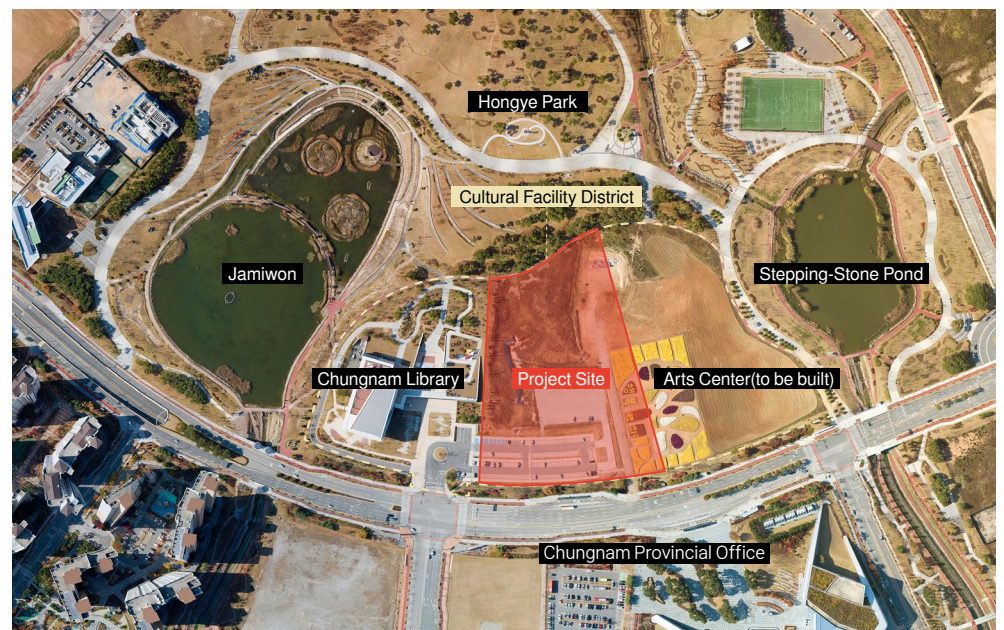 Hongye Park
Cultural Facility District
Jamiwon
Stepping-Stone Pond
Chungnam Library
Project Site
Arts Center(to be built)
Chungnam Provincial Office